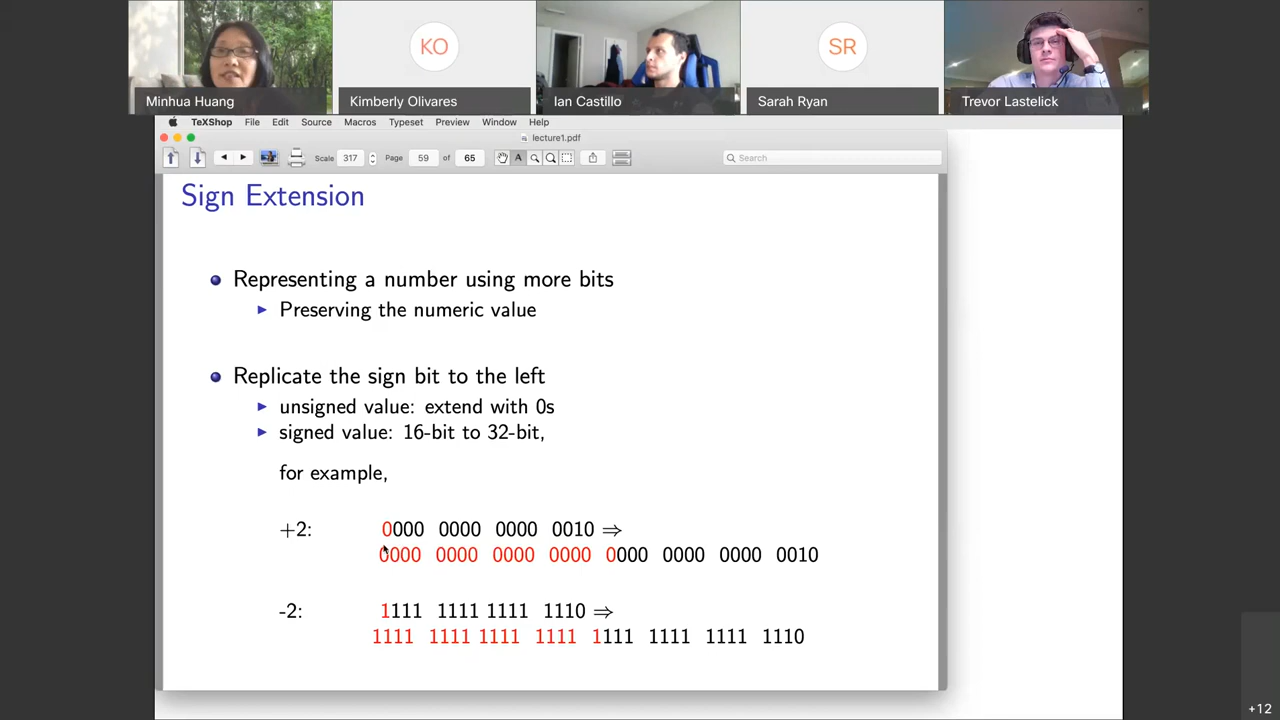 KO
SR
Minhua Huang
Kimberly Olivares
Ian Castillo
Sarah Ryan
Trevor Lastelick
TeXShop File Edit Source Macros Typeset Preview Window Help
lecture1.pdf
Scale 317 Page 59 of 65 A Search
Sign Extension
Representing a number using more bits
Preserving the numeric value
Replicate the sign bit to the left
unsigned value: extend with 0s
signed value: 16-bit to 32-bit,
for example,
+2: 0000 0000 0000 0010 ⇒
0000 0000 0000 0000 0000 0000 0000 0010
-2: 1111 1111 1111 1110 ⇒
1111 1111 1111 1111 1111 1111 1111 1110
+12